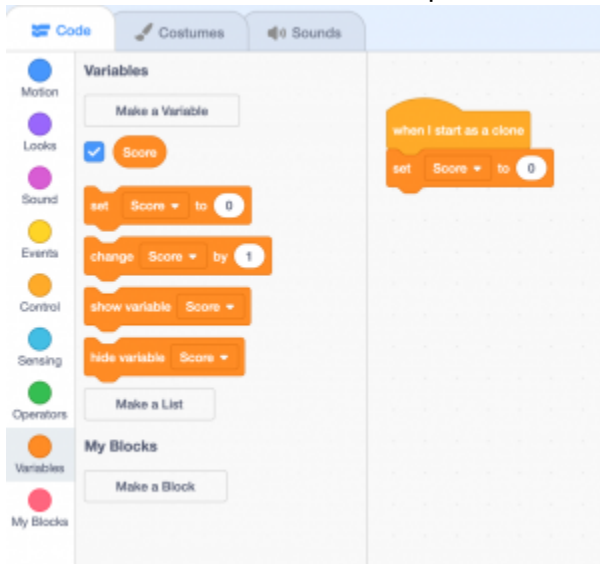 Code
Costumes
Sounds
Motion
Looks
Sound
Events
Control
Sensing
Operators
Variables
My Blocks
Variables
Make a Variable
Score
set Score to 0
change Score by 1
show variable Score
hide variable Score
Make a List
My Blocks
Make a Block
when I start as a clone
set Score to 0